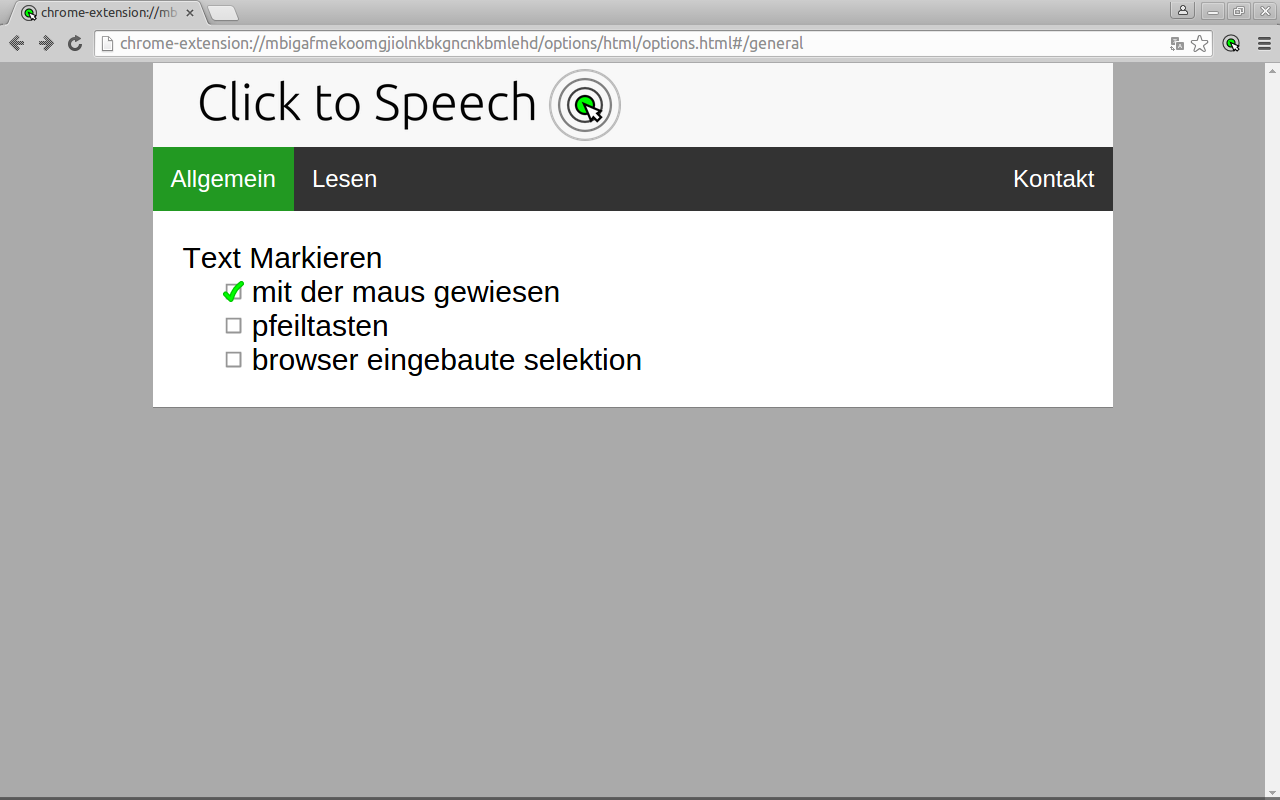 chrome-extension://mb
chrome-extension://mbigafmekoomgjiolnkbkgncnkbmlehd/options/html/options.html#/general
Click to Speech
Allgemein Lesen Kontakt
Text Markieren
mit der maus gewiesen
pfeiltasten
browser eingebaute selektion